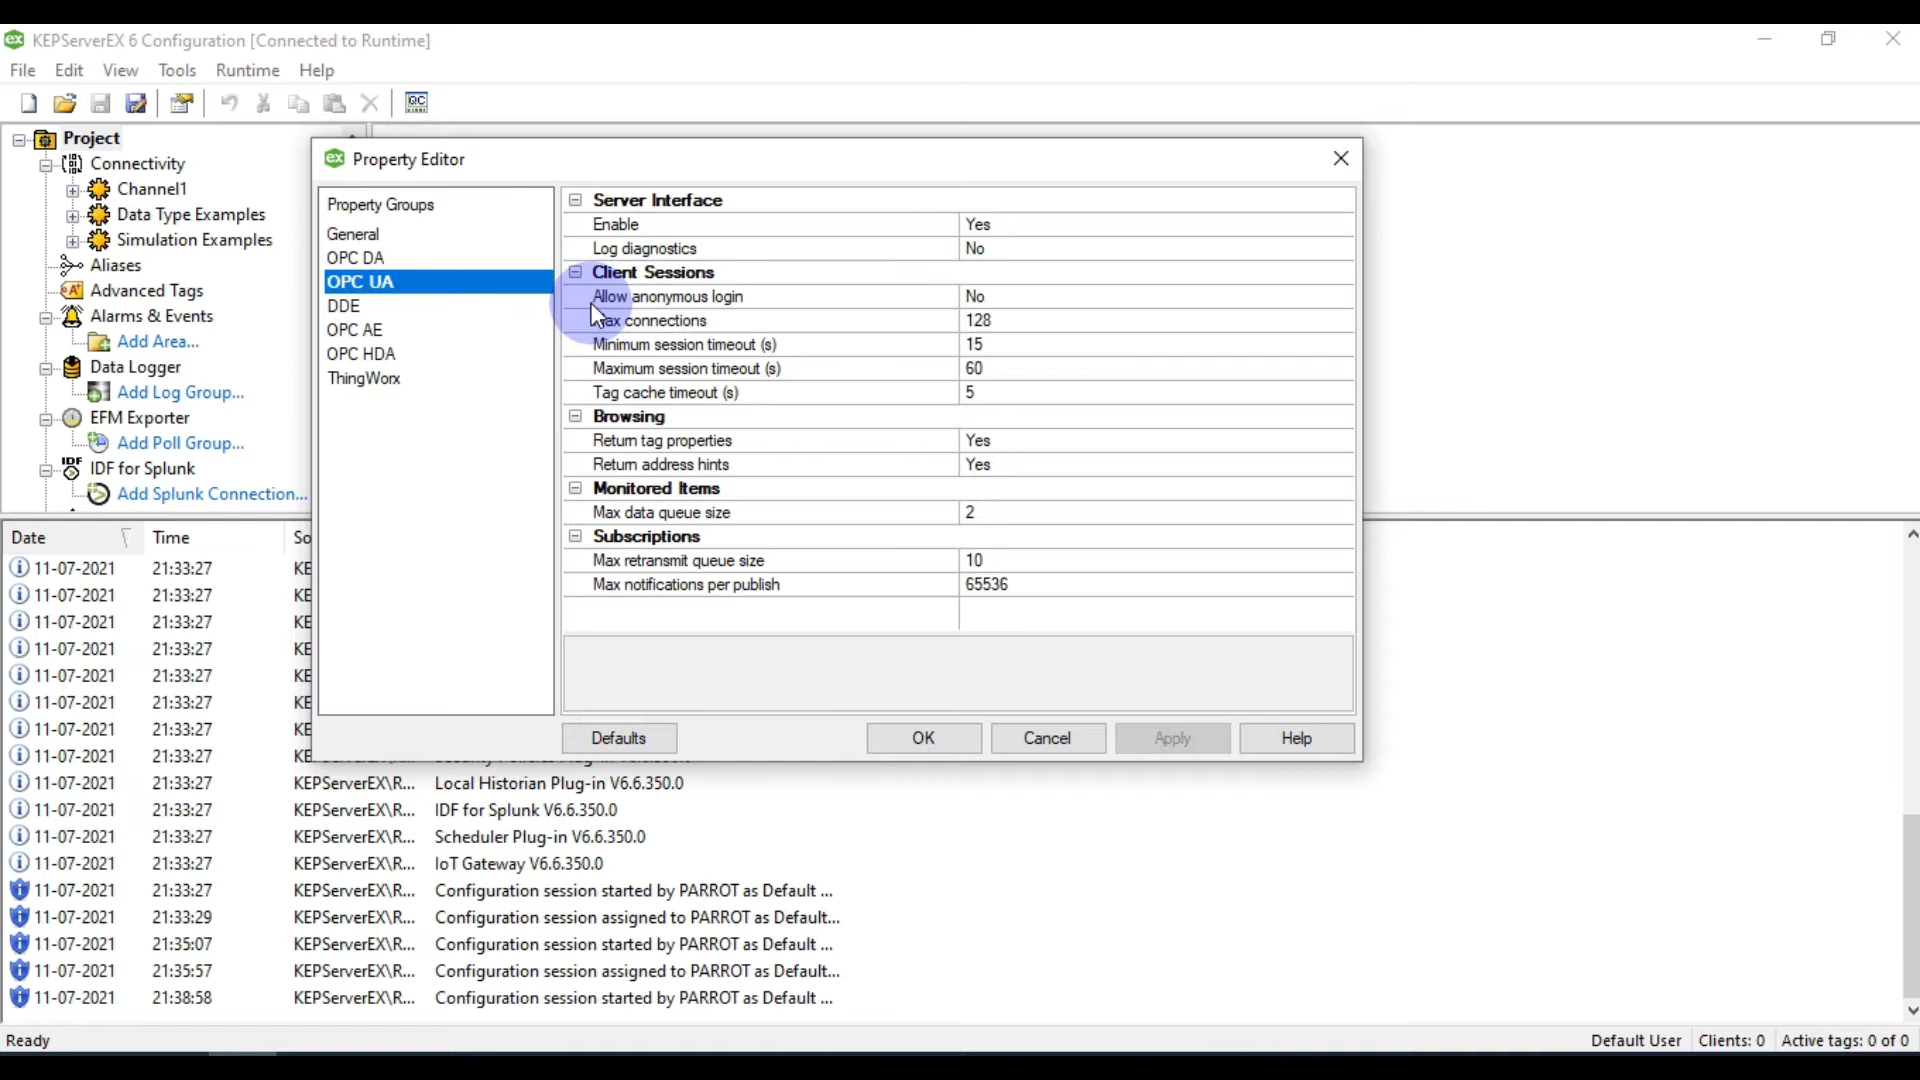 KEPServerEX 6 Configuration [Connected to Runtime]
File Edit View Tools Runtime Help
Project
Connectivity
Channel1
Data Type Examples
Simulation Examples
Aliases
Advanced Tags
Alarms & Events
Add Area...
Data Logger
Add Log Group...
EFM Exporter
Add Poll Group...
IDF for Splunk
Add Splunk Connection...
Property Editor
Property Groups
General
OPC DA
OPC UA
DDE
OPC AE
OPC HDA
ThingWorx
Server Interface
Enable Yes
Log diagnostics No
Client Sessions
Allow anonymous login No
Max connections 128
Minimum session timeout (s) 15
Maximum session timeout (s) 60
Tag cache timeout (s) 5
Browsing
Return tag properties Yes
Return address hints Yes
Monitored Items
Max data queue size 2
Subscriptions
Max retransmit queue size 10
Max notifications per publish 65536
Defaults OK Cancel Apply Help
Date Time So
11-07-2021 21:33:27 KE
11-07-2021 21:33:27 KE
11-07-2021 21:33:27 KE
11-07-2021 21:33:27 KE
11-07-2021 21:33:27 KE
11-07-2021 21:33:27 KE
11-07-2021 21:33:27 KE
11-07-2021 21:33:27
11-07-2021 21:33:27 KEPServerEX\R... Local Historian Plug-in V6.6.350.0
11-07-2021 21:33:27 KEPServerEX\R... IDF for Splunk V6.6.350.0
11-07-2021 21:33:27 KEPServerEX\R... Scheduler Plug-in V6.6.350.0
11-07-2021 21:33:27 KEPServerEX\R... IoT Gateway V6.6.350.0
11-07-2021 21:33:27 KEPServerEX\R... Configuration session started by PARROT as Default ...
11-07-2021 21:33:29 KEPServerEX\R... Configuration session assigned to PARROT as Default...
11-07-2021 21:35:07 KEPServerEX\R... Configuration session started by PARROT as Default ...
11-07-2021 21:35:57 KEPServerEX\R... Configuration session assigned to PARROT as Default...
11-07-2021 21:38:58 KEPServerEX\R... Configuration session started by PARROT as Default ...
Ready Default User Clients: 0 Active tags: 0 of 0